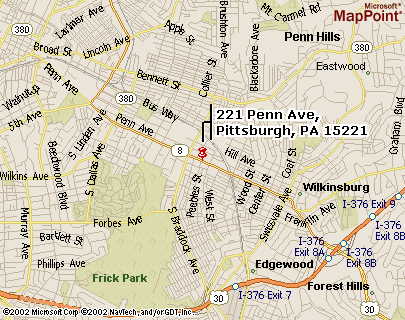 Microsoft®
MapPoint®
Larimer Ave
Apple St
Brushton Ave
Mt Carmel Rd
Broad St
Lincoln Ave
Penn Hills
Collier St
Blackadore Ave
Eastwood
Penn Ave
Bennett St
380
380
Walnut St
5th Ave
Bus Way
Graham Blvd
221 Penn Ave,
Pittsburgh, PA 15221
S Linden Ave
Penn Ave
8
Hill Ave
Coal St
Beechwood Blvd
S Dallas Ave
Wilkins Ave
Peebles St
West St
Wood St
Center St
Wilkinsburg
I-376 Exit 9
Murray Ave
Forbes Ave
S Braddock Ave
Swissvale Ave
Franklin Ave
Bartlett St
I-376
Exit 8A
I-376
Exit 8B
Phillips Ave
Frick Park
Edgewood
I-376 Exit 7
Forest Hills
30
30
©2002 Microsoft Corp ©2002 NavTech, and/or GDT, Inc.